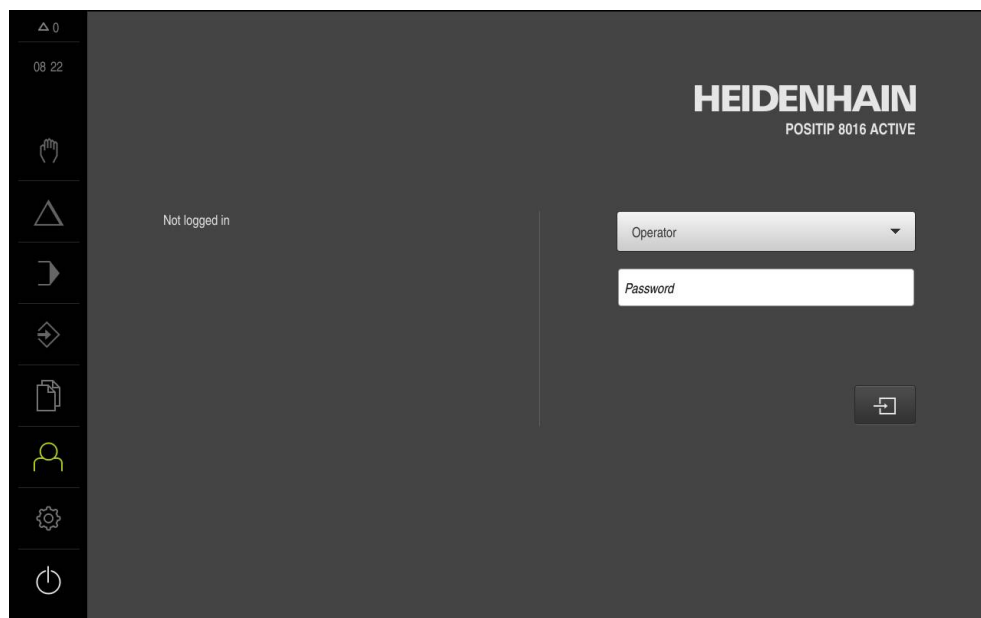 0
08 22
HEIDENHAIN
POSITIP 8016 ACTIVE
Not logged in
Operator
Password